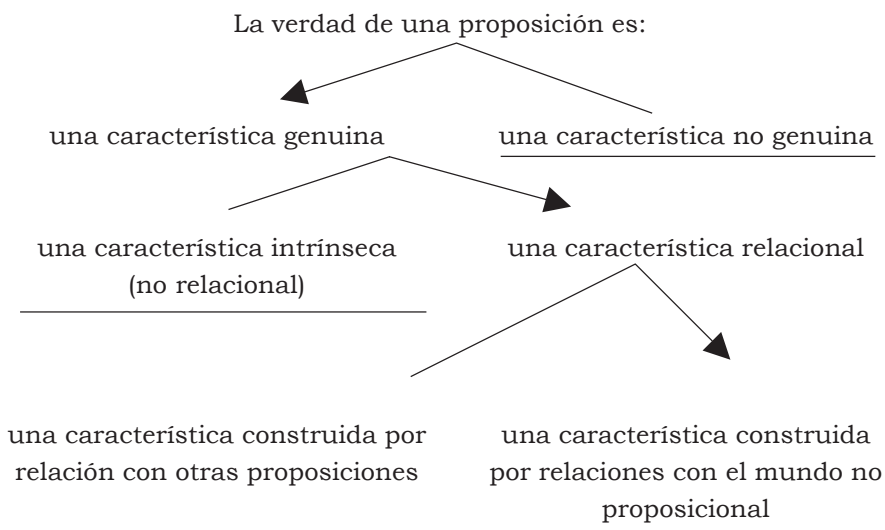 La verdad de una proposición es:
una característica genuina
una característica no genuina
una característica intrínseca
(no relacional)
una característica relacional
una característica construida por
relación con otras proposiciones
una característica construida
por relaciones con el mundo no
proposicional